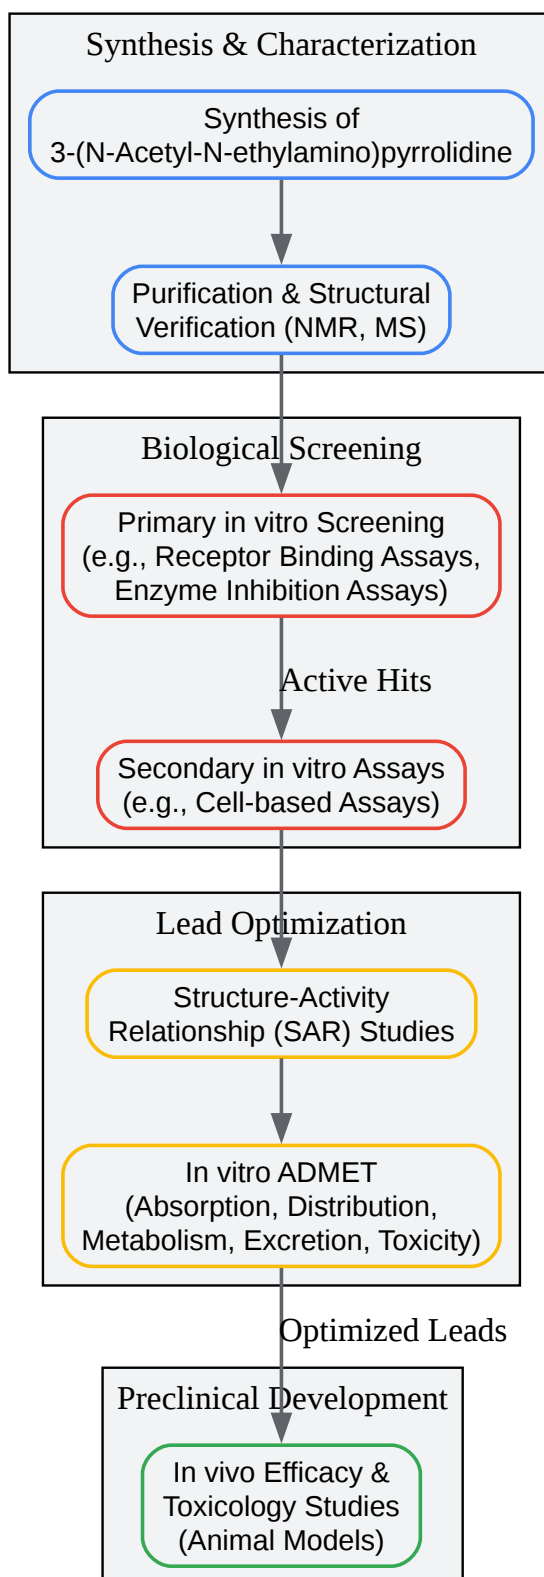 Synthesis & Characterization
Synthesis of
3-(N-Acetyl-N-ethylamino)pyrrolidine
Purification & Structural
Verification (NMR, MS)
Biological Screening
Primary in vitro Screening
(e.g., Receptor Binding Assays,
Enzyme Inhibition Assays)
Active Hits
Secondary in vitro Assays
(e.g., Cell-based Assays)
Lead Optimization
Structure-Activity
Relationship (SAR) Studies
In vitro ADMET
(Absorption, Distribution,
Metabolism, Excretion, Toxicity)
Optimized Leads
Preclinical Development
In vivo Efficacy &
Toxicology Studies
(Animal Models)